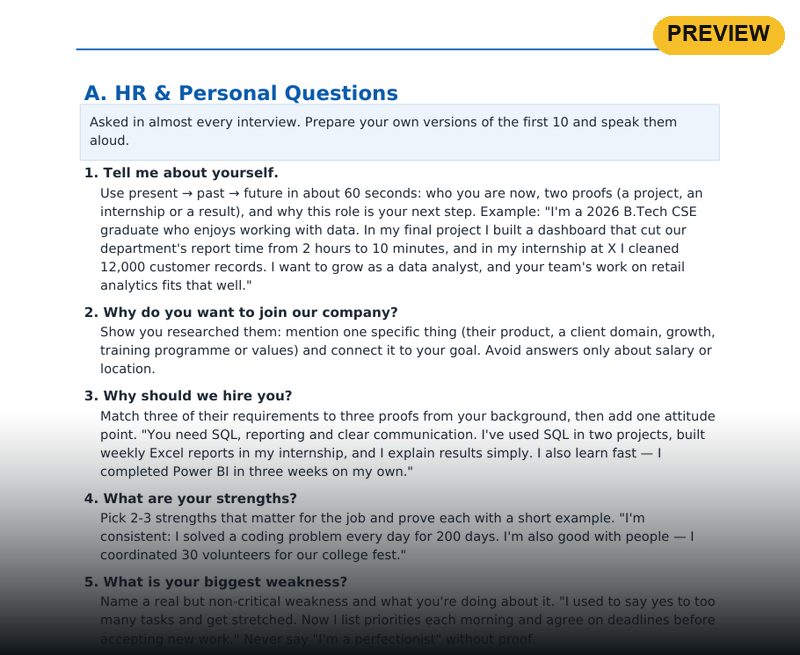 PREVIEW
A. HR & Personal Questions
Asked in almost every interview. Prepare your own versions of the first 10 and speak them
aloud.
1. Tell me about yourself.
Use present → past → future in about 60 seconds: who you are now, two proofs (a project, an
internship or a result), and why this role is your next step. Example: "I'm a 2026 B.Tech CSE
graduate who enjoys working with data. In my final project I built a dashboard that cut our
department's report time from 2 hours to 10 minutes, and in my internship at X I cleaned
12,000 customer records. I want to grow as a data analyst, and your team's work on retail
analytics fits that well."
2. Why do you want to join our company?
Show you researched them: mention one specific thing (their product, a client domain, growth,
training programme or values) and connect it to your goal. Avoid answers only about salary or
location.
3. Why should we hire you?
Match three of their requirements to three proofs from your background, then add one attitude
point. "You need SQL, reporting and clear communication. I've used SQL in two projects, built
weekly Excel reports in my internship, and I explain results simply. I also learn fast — I
completed Power BI in three weeks on my own."
4. What are your strengths?
Pick 2-3 strengths that matter for the job and prove each with a short example. "I'm
consistent: I solved a coding problem every day for 200 days. I'm also good with people — I
coordinated 30 volunteers for our college fest."
5. What is your biggest weakness?
Name a real but non-critical weakness and what you're doing about it. "I used to say yes to too
many tasks and get stretched. Now I list priorities each morning and agree on deadlines before
accepting new work." Never say "I'm a perfectionist" without proof.